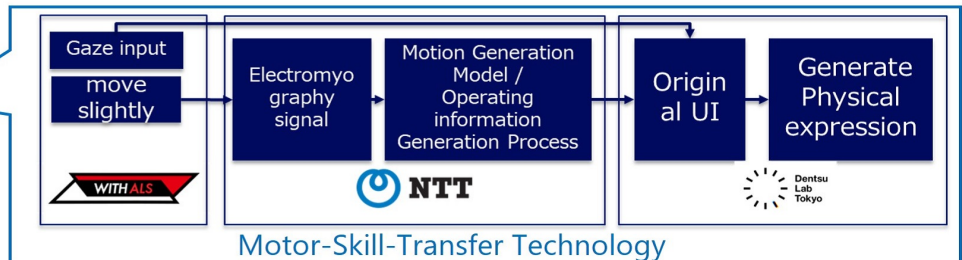 Gaze input
move
slightly
Electromyo
graphy
signal
Motion Generation
Model /
Operating
information
Generation Process
Origin
al UI
Generate
Physical
expression
WITH ALS
NTT
Dentsu
Lab
Tokyo
Motor-Skill-Transfer Technology